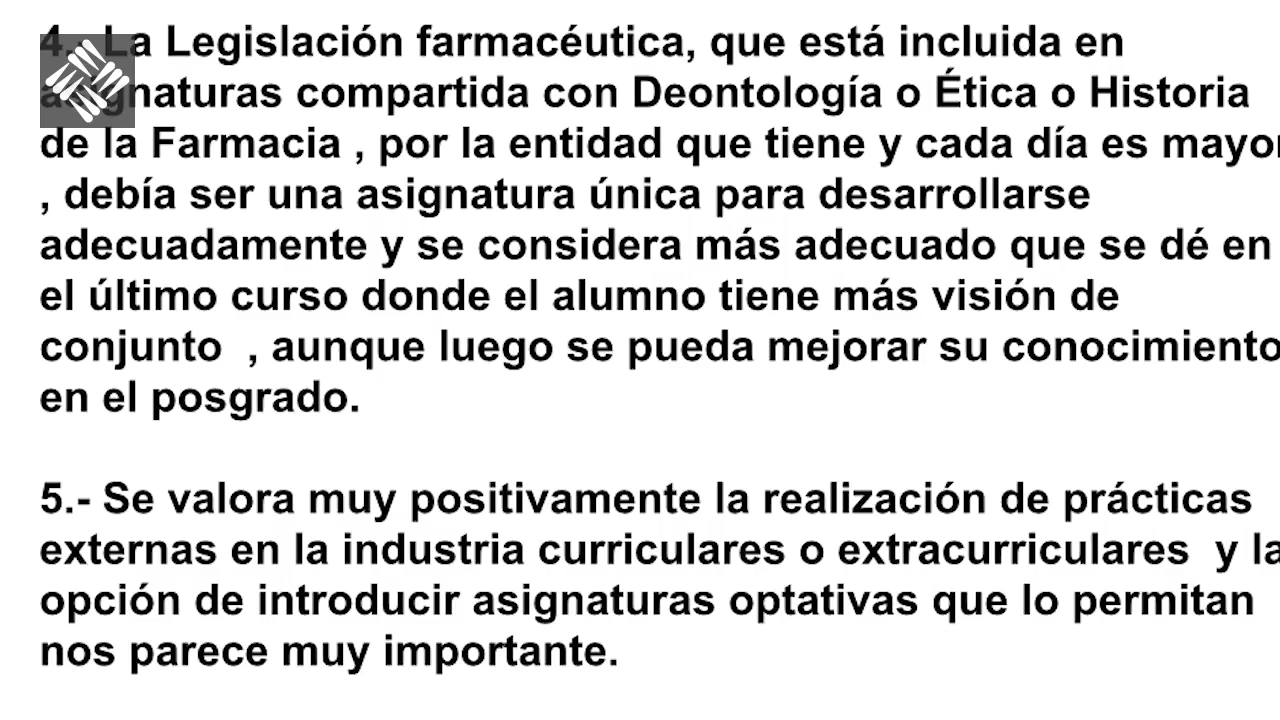 4.- La Legislación farmacéutica, que está incluida en
asignaturas compartida con Deontología o Ética o Historia
de la Farmacia , por la entidad que tiene y cada día es mayor
, debía ser una asignatura única para desarrollarse
adecuadamente y se considera más adecuado que se dé en
el último curso donde el alumno tiene más visión de
conjunto  , aunque luego se pueda mejorar su conocimiento
en el posgrado.
5.- Se valora muy positivamente la realización de prácticas
externas en la industria curriculares o extracurriculares  y la
opción de introducir asignaturas optativas que lo permitan
nos parece muy importante.